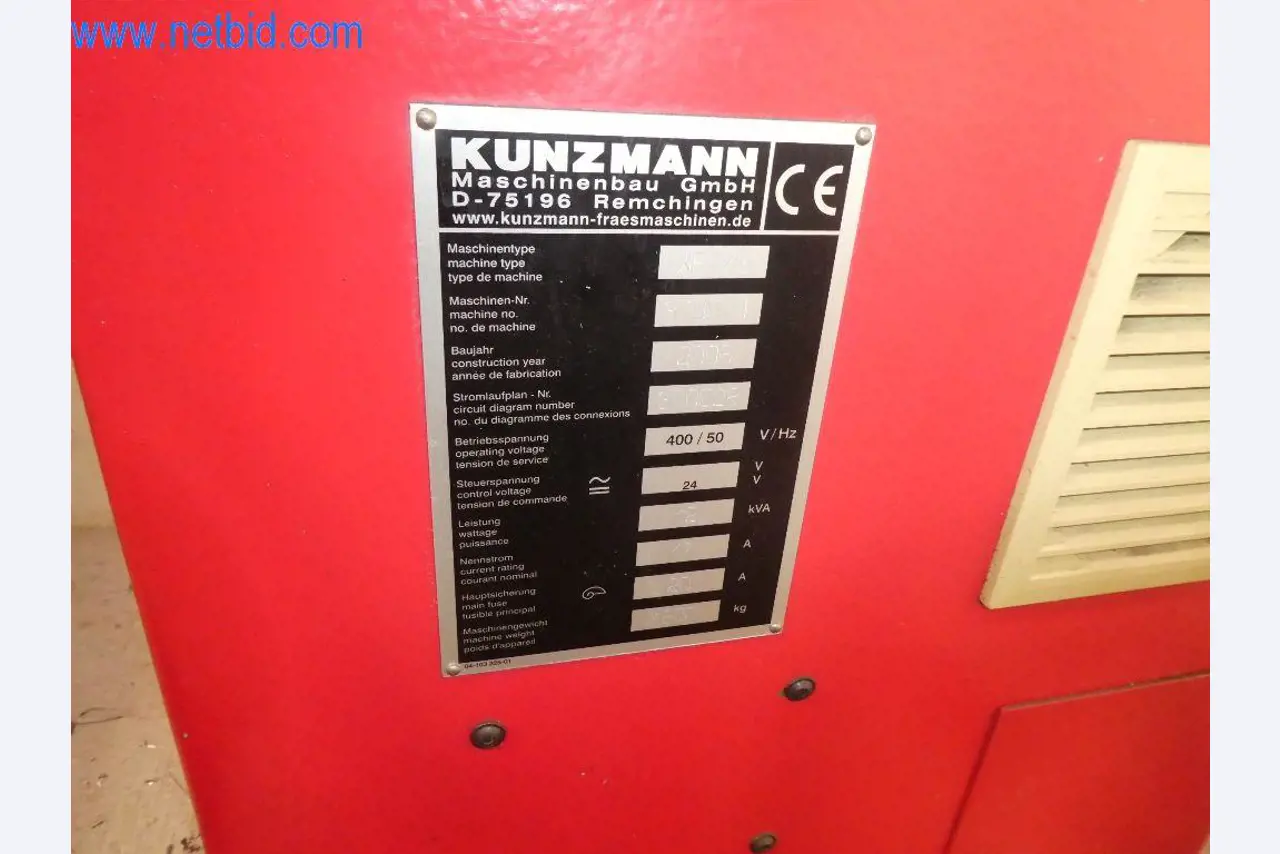 www.netbid.com
KUNZMANN
Maschinenbau GmbH
D-75196 Remchingen
www.kunzmann-fraesmaschinen.de
CE
Maschinentype
machine type
type de machine
Maschinen-Nr.
machine no.
no. de machine
Baujahr
construction year
année de fabrication
Stromlaufplan - Nr.
circuit diagram number
no. du diagramme des connexions
Betriebsspannung
operating voltage
tension de service
400 / 50 V/Hz
Steuerspannung
control voltage
tension de commande
24
V
V
Leistung
wattage
puissance
kVA
Nennstrom
current rating
courant nominal
A
Hauptsicherung
main fuse
fusible principal
A
Maschinengewicht
machine weight
poids d'appareil
kg